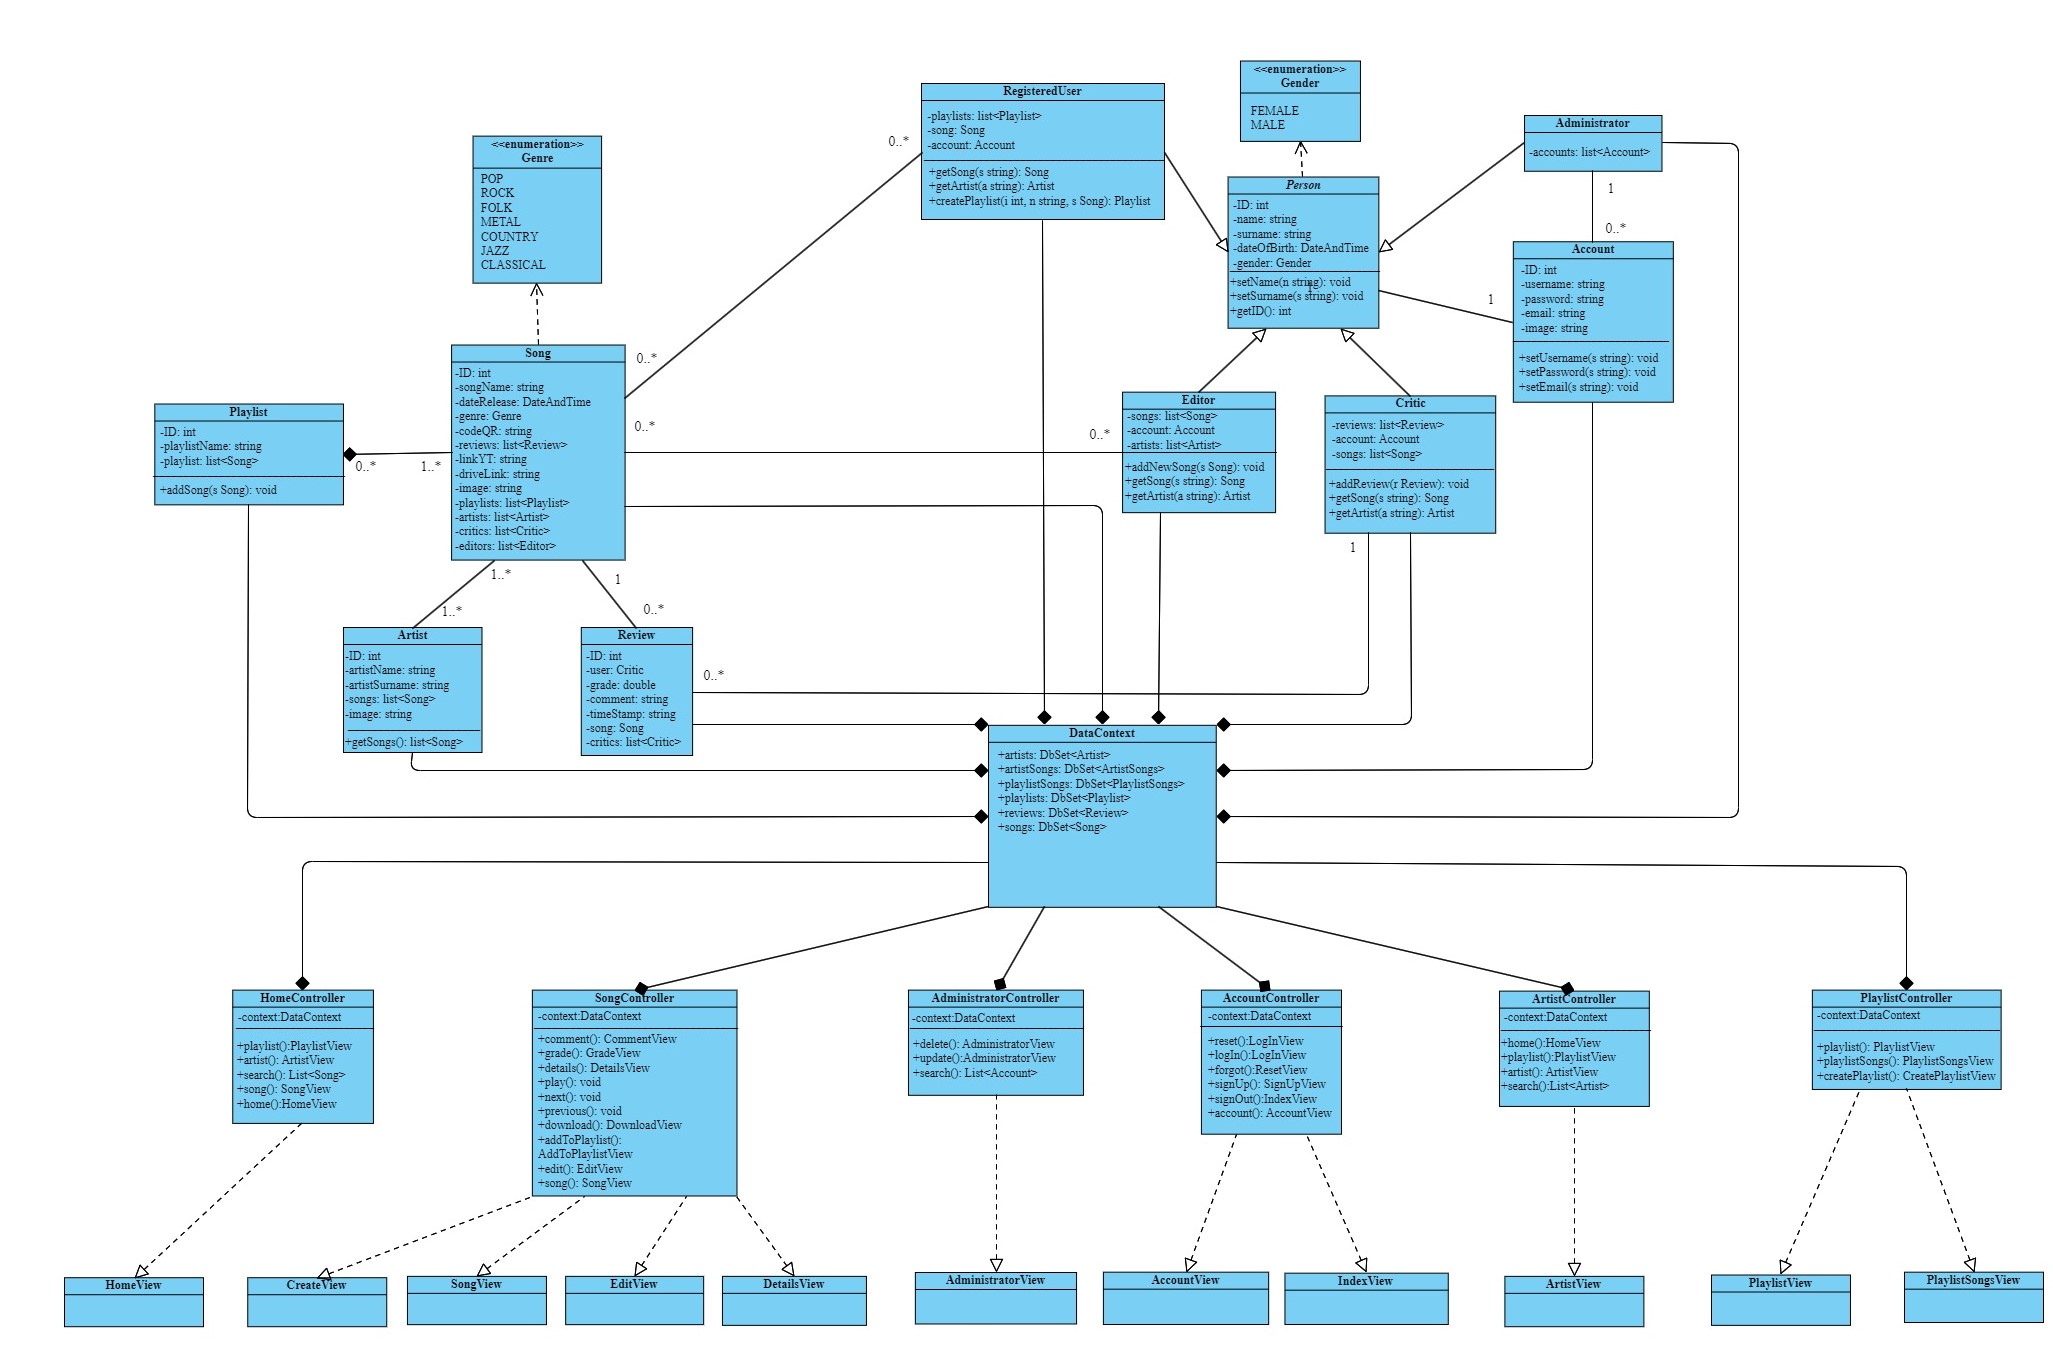 <<enumeration>>
Genre
POP
ROCK
FOLK
METAL
COUNTRY
JAZZ
CLASSICAL
RegisteredUser
-playlists: list<Playlist>
-song: Song
-account: Account
+getSong(s string): Song
+getArtist(a string): Artist
+createPlaylist(i int, n string, s Song): Playlist
0..*
<<enumeration>>
Gender
FEMALE
MALE
Administrator
-accounts: list<Account>
1
0..*
Person
-ID: int
-name: string
-surname: string
-dateOfBirth: DateAndTime
-gender: Gender
+setName(n string): void
1
+setSurname(s string): void
+getID(): int
1
Account
-ID: int
-username: string
-password: string
-email: string
-image: string
+setUsername(s string): void
+setPassword(s string): void
+setEmail(s string): void
Song
-ID: int
-songName: string
-dateRelease: DateAndTime
-genre: Genre
-codeQR: string
-reviews: list<Review>
-linkYT: string
-driveLink: string
-image: string
-playlists: list<Playlist>
-artists: list<Artist>
-critics: list<Critic>
-editors: list<Editor>
0..*
0..*
0..*
Playlist
-ID: int
-playlistName: string
-playlist: list<Song>
+addSong(s Song): void
0..*
1..*
Editor
-songs: list<Song>
-account: Account
-artists: list<Artist>
+addNewSong(s Song): void
+getSong(s string): Song
+getArtist(a string): Artist
Critic
-reviews: list<Review>
-account: Account
-songs: list<Song>
+addReview(r Review): void
+getSong(s string): Song
+getArtist(a string): Artist
1
1..*
1..*
1
0..*
Artist
-ID: int
-artistName: string
-artistSurname: string
-songs: list<Song>
-image: string
+getSongs(): list<Song>
Review
-ID: int
-user: Critic
-grade: double
-comment: string
-timeStamp: string
-song: Song
-critics: list<Critic>
0..*
DataContext
+artists: DbSet<Artist>
+artistSongs: DbSet<ArtistSongs>
+playlistSongs: DbSet<PlaylistSongs>
+playlists: DbSet<Playlist>
+reviews: DbSet<Review>
+songs: DbSet<Song>
HomeController
-context:DataContext
+playlist():PlaylistView
+artist(): ArtistView
+search(): List<Song>
+song(): SongView
+home():HomeView
SongController
-context:DataContext
+comment(): CommentView
+grade(): GradeView
+details(): DetailsView
+play(): void
+next(): void
+previous(): void
+download(): DownloadView
+addToPlaylist():
AddToPlaylistView
+edit(): EditView
+song(): SongView
AdministratorController
-context:DataContext
+delete(): AdministratorView
+update():AdministratorView
+search(): List<Account>
AccountController
-context:DataContext
+reset():LogInView
+logIn():LogInView
+forgot():ResetView
+signUp(): SignUpView
+signOut():IndexView
+account(): AccountView
ArtistController
-context:DataContext
+home():HomeView
+playlist():PlaylistView
+artist(): ArtistView
+search():List<Artist>
PlaylistController
-context:DataContext
+playlist(): PlaylistView
+playlistSongs(): PlaylistSongsView
+createPlaylist(): CreatePlaylistView
HomeView
CreateView
SongView
EditView
DetailsView
AdministratorView
AccountView
IndexView
ArtistView
PlaylistView
PlaylistSongsView